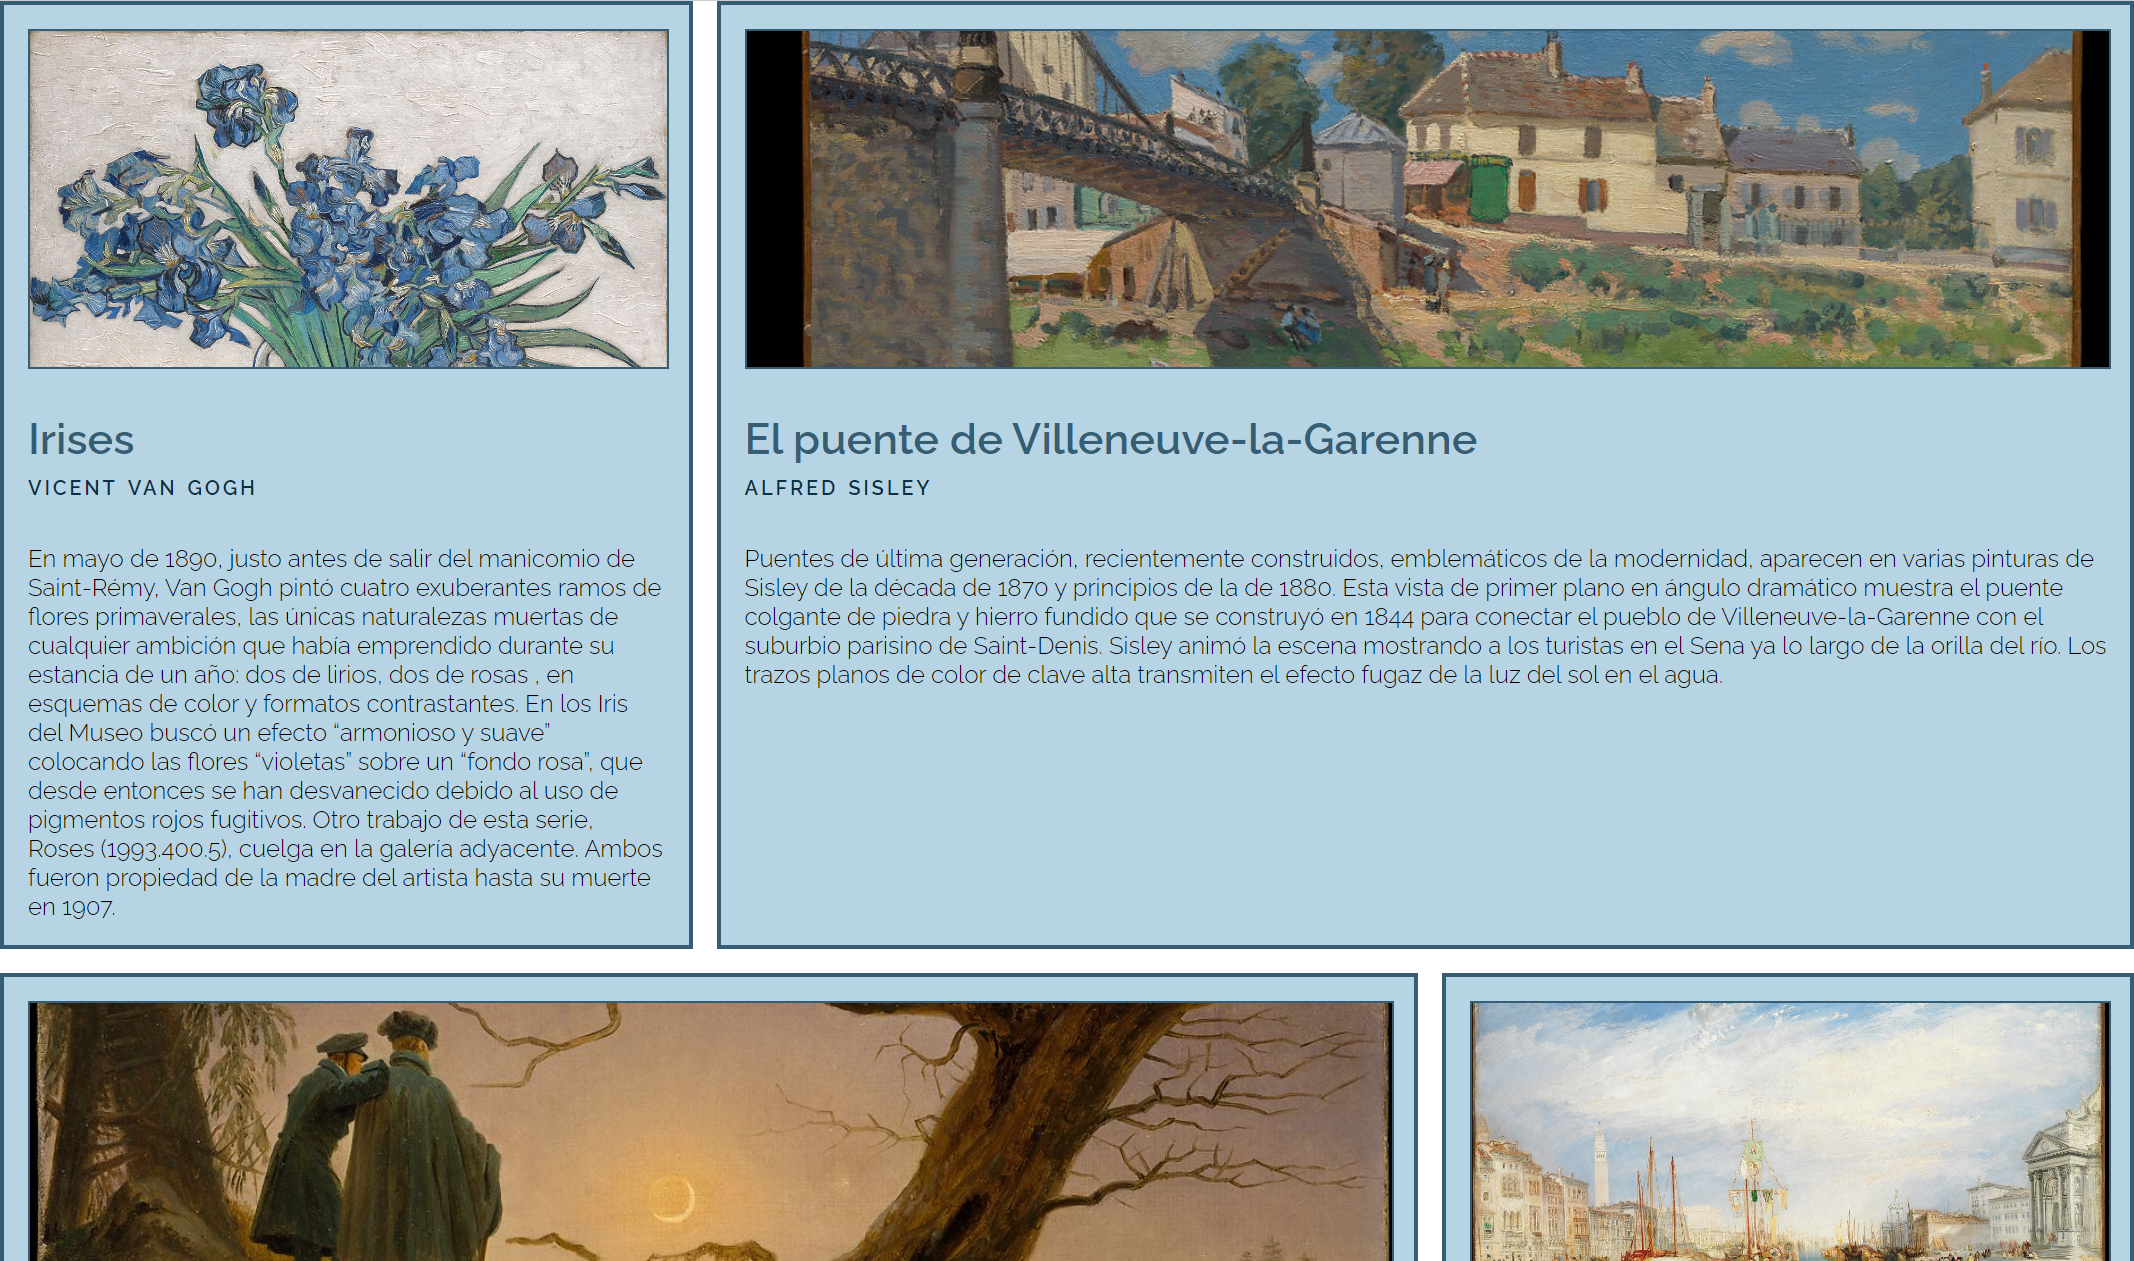 Irises
VICENT VAN GOGH
En mayo de 1890, justo antes de salir del manicomio de
Saint-Rémy, Van Gogh pintó cuatro exuberantes ramos de
flores primaverales, las únicas naturalezas muertas de
cualquier ambición que había emprendido durante su
estancia de un año: dos de lirios, dos de rosas , en
esquemas de color y formatos contrastantes. En los Iris
del Museo buscó un efecto “armonioso y suave”
colocando las flores “violetas” sobre un “fondo rosa”, que
desde entonces se han desvanecido debido al uso de
pigmentos rojos fugitivos. Otro trabajo de esta serie,
Roses (1993.400.5), cuelga en la galería adyacente. Ambos
fueron propiedad de la madre del artista hasta su muerte
en 1907.
El puente de Villeneuve-la-Garenne
ALFRED SISLEY
Puentes de última generación, recientemente construidos, emblemáticos de la modernidad, aparecen en varias pinturas de
Sisley de la década de 1870 y principios de la de 1880. Esta vista de primer plano en ángulo dramático muestra el puente
colgante de piedra y hierro fundido que se construyó en 1844 para conectar el pueblo de Villeneuve-la-Garenne con el
suburbio parisino de Saint-Denis. Sisley animó la escena mostrando a los turistas en el Sena ya lo largo de la orilla del río. Los
trazos planos de color de clave alta transmiten el efecto fugaz de la luz del sol en el agua.